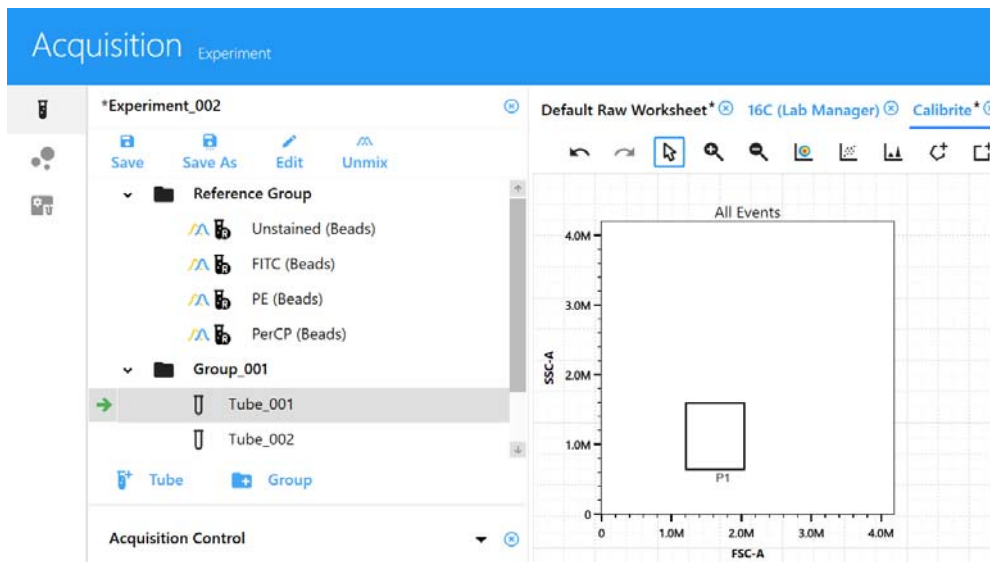 Acquisition Experiment
*Experiment_002
Save Save As Edit Unmix
Reference Group
Unstained (Beads)
FITC (Beads)
PE (Beads)
PerCP (Beads)
Group_001
Tube_001
Tube_002
Tube Group
Acquisition Control
Default Raw Worksheet* 16C (Lab Manager) Calibrite*
All Events
4.0M
3.0M
2.0M
1.0M
0
SSC-A
P1
0 1.0M 2.0M 3.0M 4.0M
FSC-A